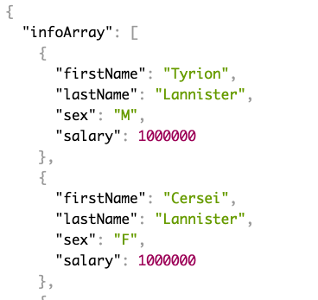 {
  "infoArray": [
    {
      "firstName": "Tyrion",
      "lastName": "Lannister",
      "sex": "M",
      "salary": 1000000
    },
    {
      "firstName": "Cersei",
      "lastName": "Lannister",
      "sex": "F",
      "salary": 1000000
    },
    {